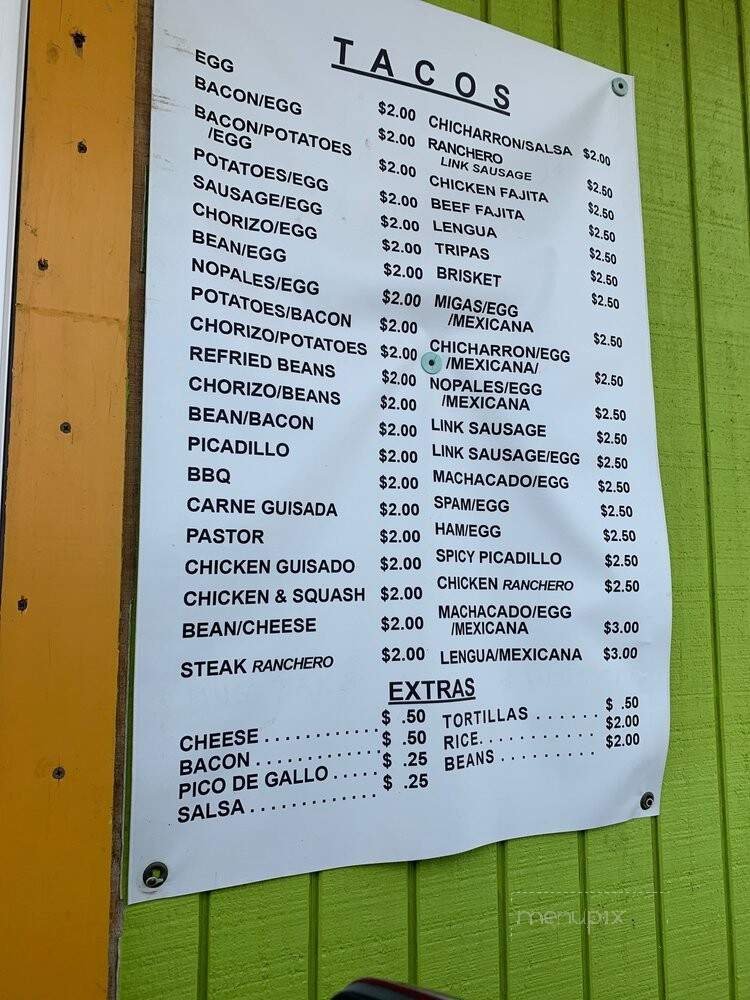 TACOS
EGG $2.00
BACON/EGG $2.00
BACON/POTATOES
/EGG $2.00
POTATOES/EGG $2.00
SAUSAGE/EGG $2.00
CHORIZO/EGG $2.00
BEAN/EGG $2.00
NOPALES/EGG $2.00
POTATOES/BACON $2.00
CHORIZO/POTATOES $2.00
REFRIED BEANS $2.00
CHORIZO/BEANS $2.00
BEAN/BACON $2.00
PICADILLO $2.00
BBQ $2.00
CARNE GUISADA $2.00
PASTOR $2.00
CHICKEN GUISADO $2.00
CHICKEN & SQUASH $2.00
BEAN/CHEESE $2.00
STEAK RANCHERO $2.00
CHICHARRON/SALSA $2.00
RANCHERO
LINK SAUSAGE $2.50
CHICKEN FAJITA $2.50
BEEF FAJITA $2.50
LENGUA $2.50
TRIPAS $2.50
BRISKET $2.50
MIGAS/EGG
/MEXICANA $2.50
CHICHARRON/EGG
/MEXICANA/ $2.50
NOPALES/EGG
/MEXICANA $2.50
LINK SAUSAGE $2.50
LINK SAUSAGE/EGG $2.50
MACHACADO/EGG $2.50
SPAM/EGG $2.50
HAM/EGG $2.50
SPICY PICADILLO $2.50
CHICKEN RANCHERO $2.50
MACHACADO/EGG
/MEXICANA $3.00
LENGUA/MEXICANA $3.00
EXTRAS
CHEESE . . . . . . . . . . . . $ .50
BACON . . . . . . . . . . . . . $ .50
PICO DE GALLO . . . . . $ .25
SALSA . . . . . . . . . . . . . $ .25
TORTILLAS . . . . . . $ .50
RICE. . . . . . . . . . . $2.00
BEANS . . . . . . . . . . $2.00
menupix